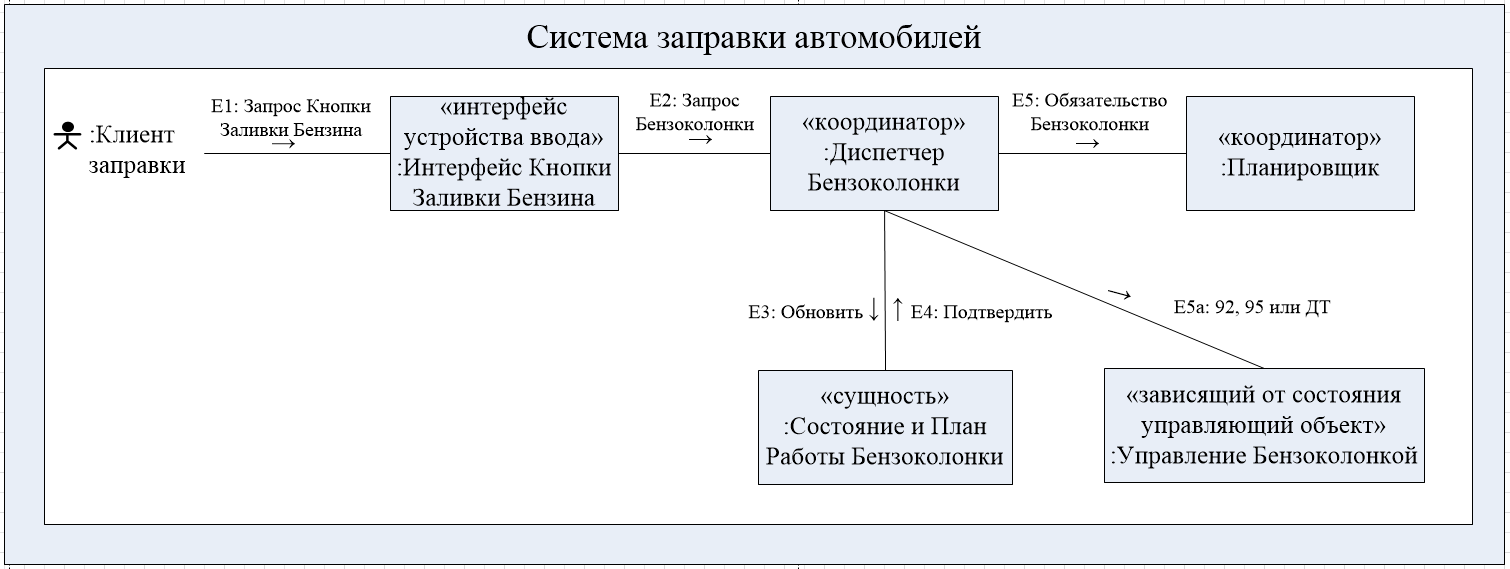 Система заправки автомобилей
:Клиент
заправки
E1: Запрос Кнопки
Заливки Бензина
«интерфейс
устройства ввода»
:Интерфейс Кнопки
Заливки Бензина
E2: Запрос
Бензоколонки
«координатор»
:Диспетчер
Бензоколонки
E5: Обязательство
Бензоколонки
«координатор»
:Планировщик
E3: Обновить
E4: Подтвердить
E5a: 92, 95 или ДТ
«сущность»
:Состояние и План
Работы Бензоколонки
«зависящий от состояния
управляющий объект»
:Управление Бензоколонкой